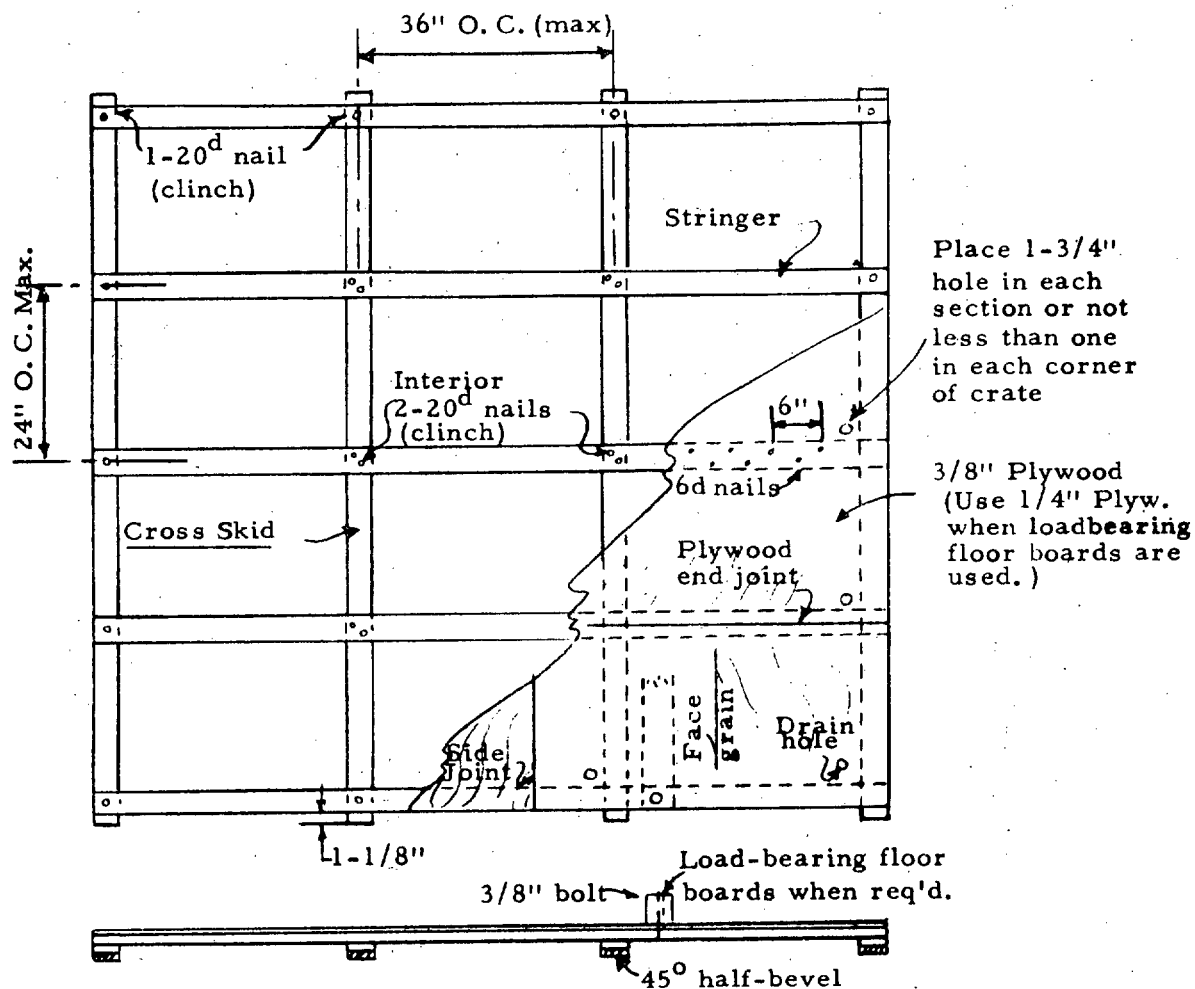 36" O. C. (max)
1-20d nail
(clinch)
Stringer
24" O. C. Max.
Place 1-3/4"
hole in each
section or not
less than one
in each corner
of crate
Interior
2-20d nails
(clinch)
6"
6d nails
3/8" Plywood
(Use 1/4" Plyw.
when loadbearing
floor boards are
used. )
Cross Skid
Plywood
end joint
Face
grain
Drain
hole
Side
Joint
1-1/8"
Load-bearing floor
boards when req'd.
3/8" bolt
45° half-bevel